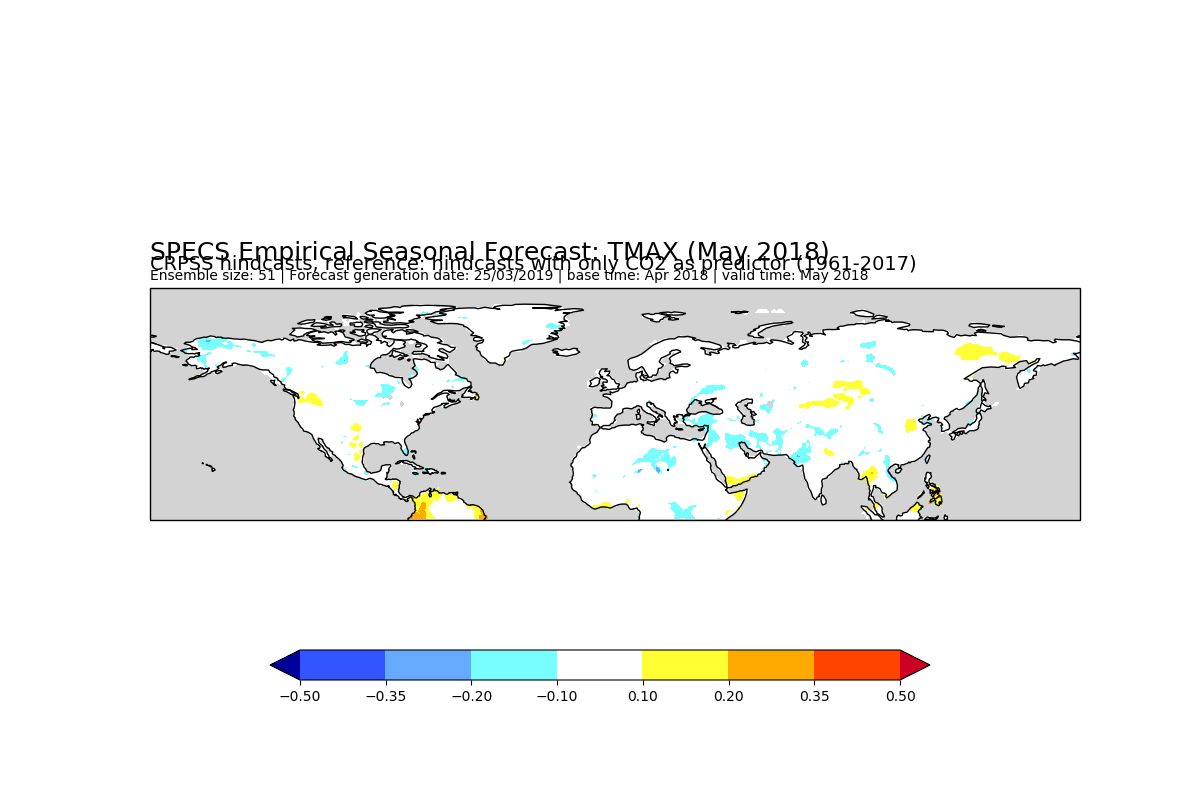 SPECS Empirical Seasonal Forecast: TMAX (May 2018)
CRPSS hindcasts, reference: hindcasts with only CO2 as predictor (1961-2017)
Ensemble size: 51 | Forecast generation date: 25/03/2019 | base time: Apr 2018 | valid time: May 2018
−0.50 −0.35 −0.20 −0.10 0.10 0.20 0.35 0.50